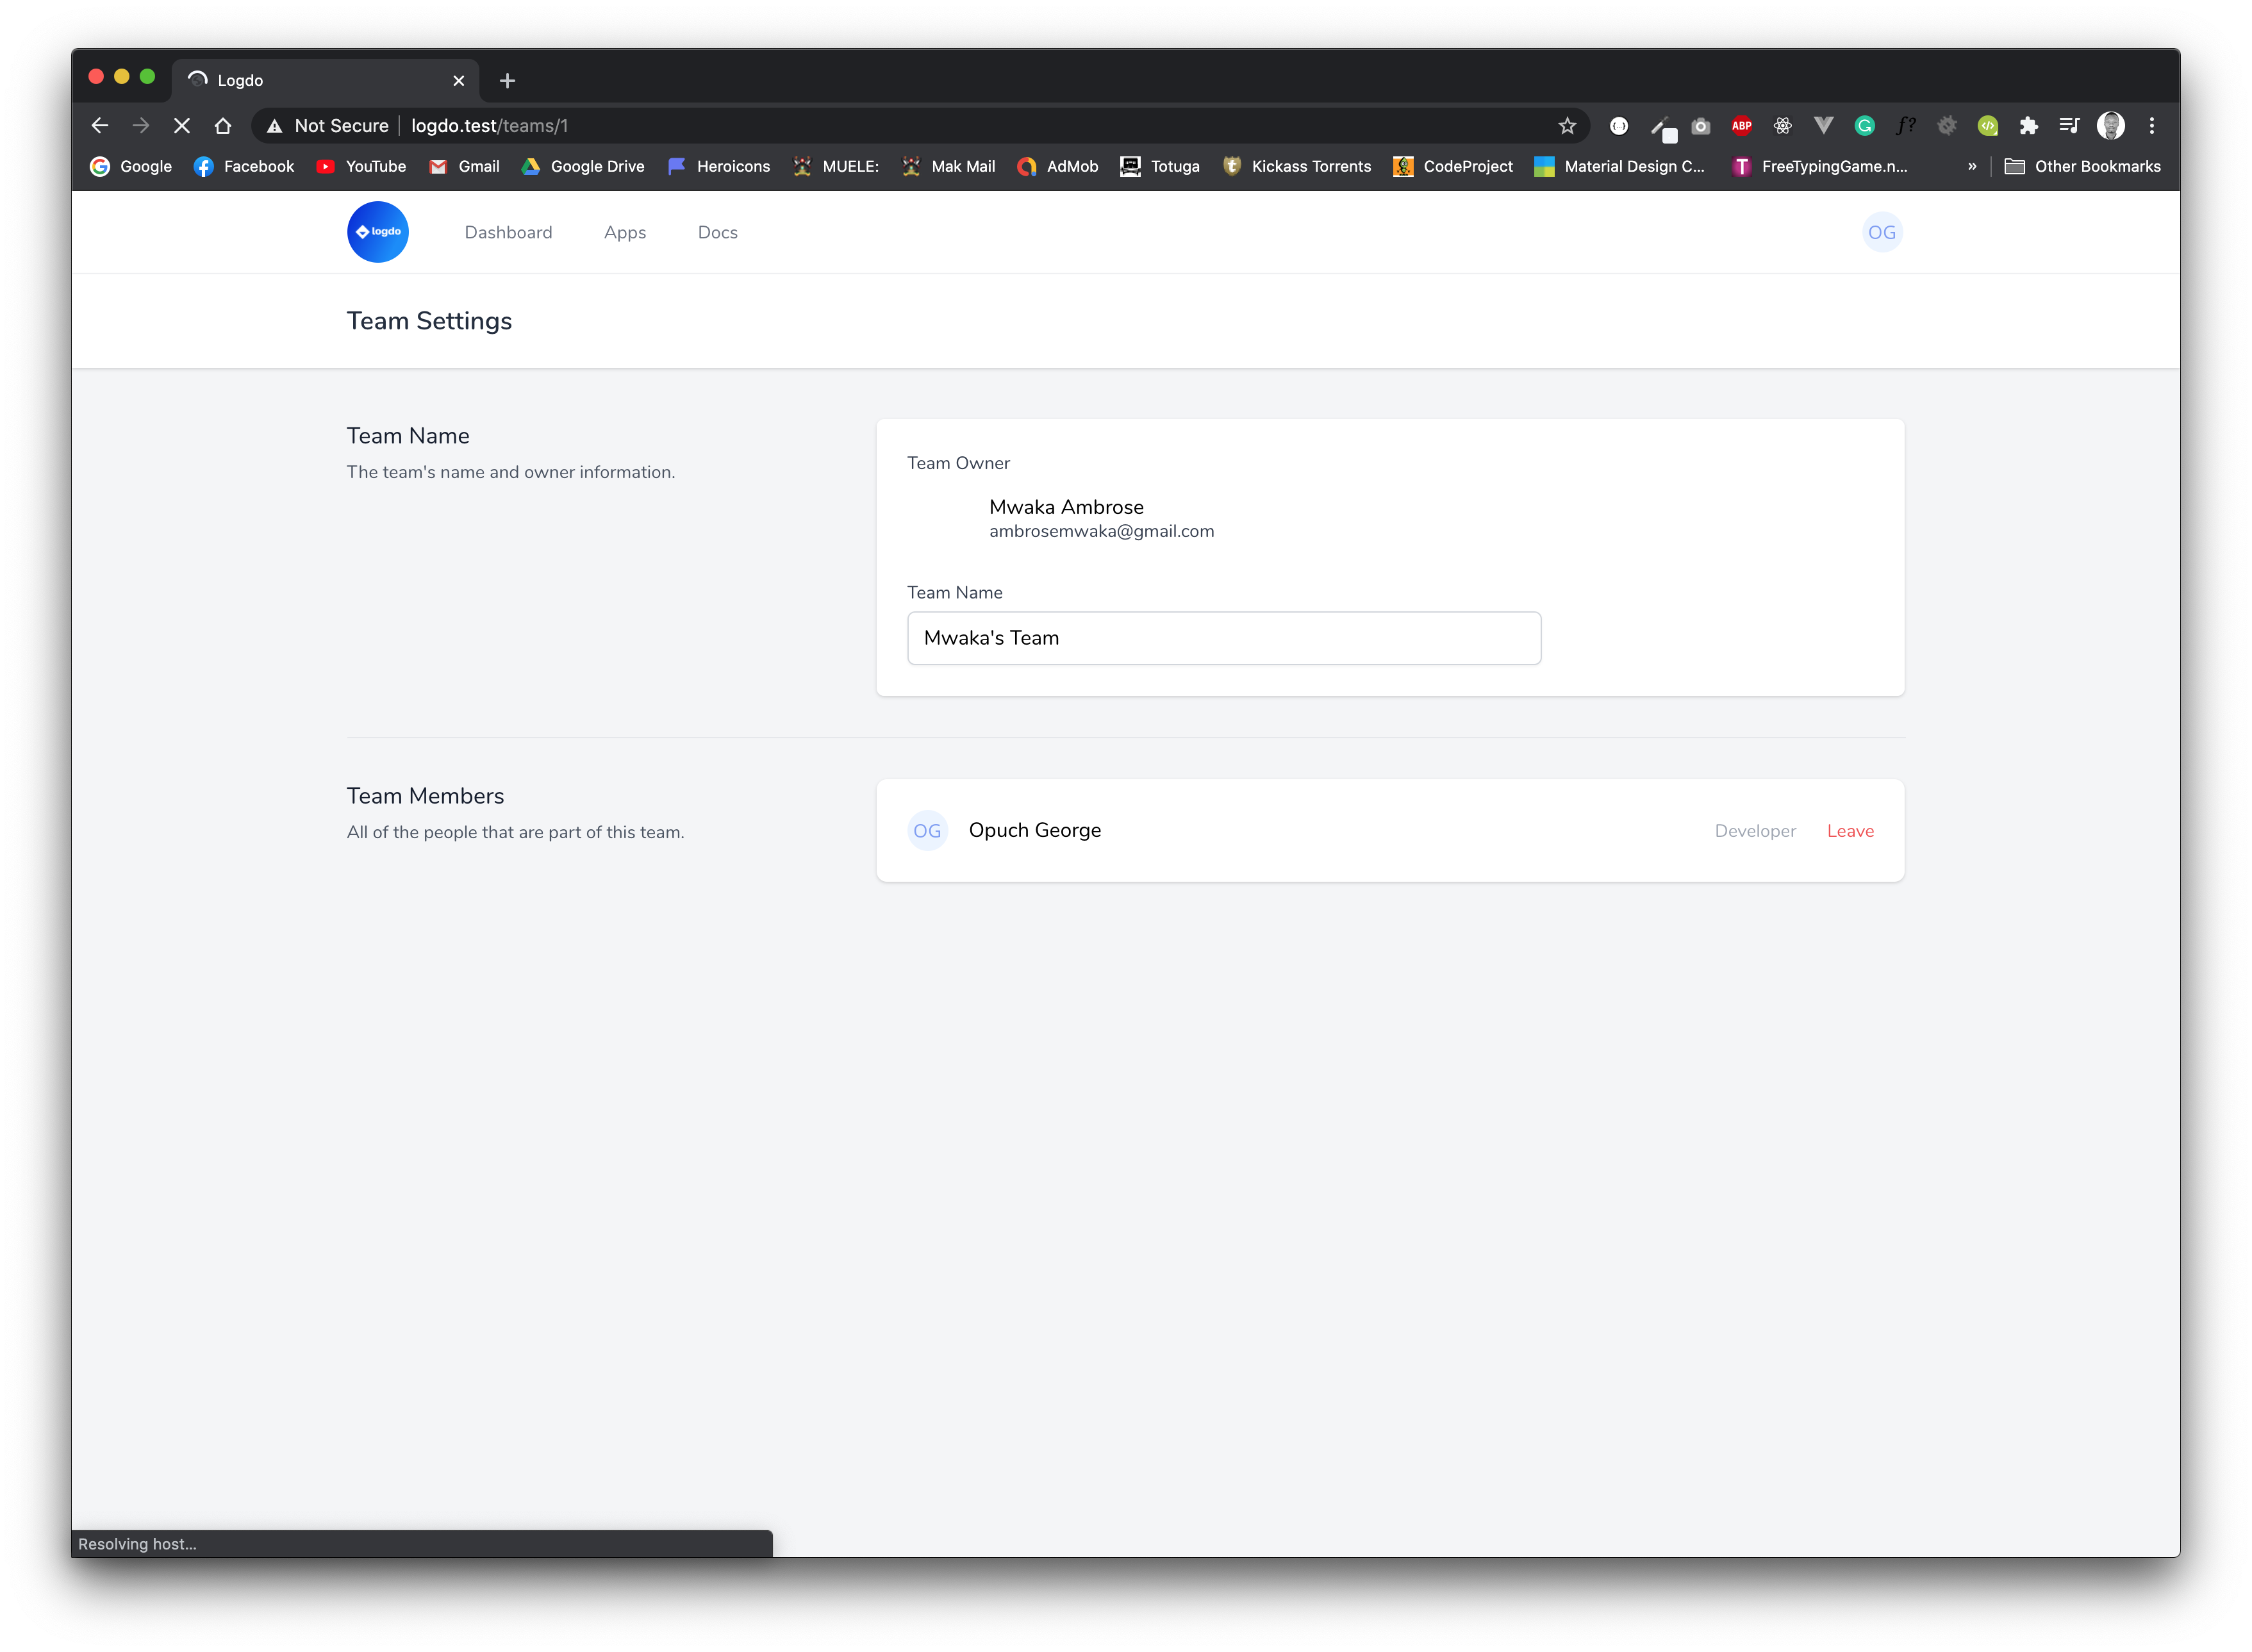 Logdo
Not Secure logdo.test/teams/1
ABP
Google Facebook YouTube Gmail Google Drive Heroicons MUELE: Mak Mail AdMob Totuga Kickass Torrents CodeProject Material Design C... FreeTypingGame.n... » Other Bookmarks
logdo Dashboard Apps Docs OG
Team Settings
Team Name
The team's name and owner information.
Team Owner
Mwaka Ambrose
ambrosemwaka@gmail.com
Team Name
Mwaka's Team
Team Members
All of the people that are part of this team.
OG Opuch George Developer Leave
Resolving host...